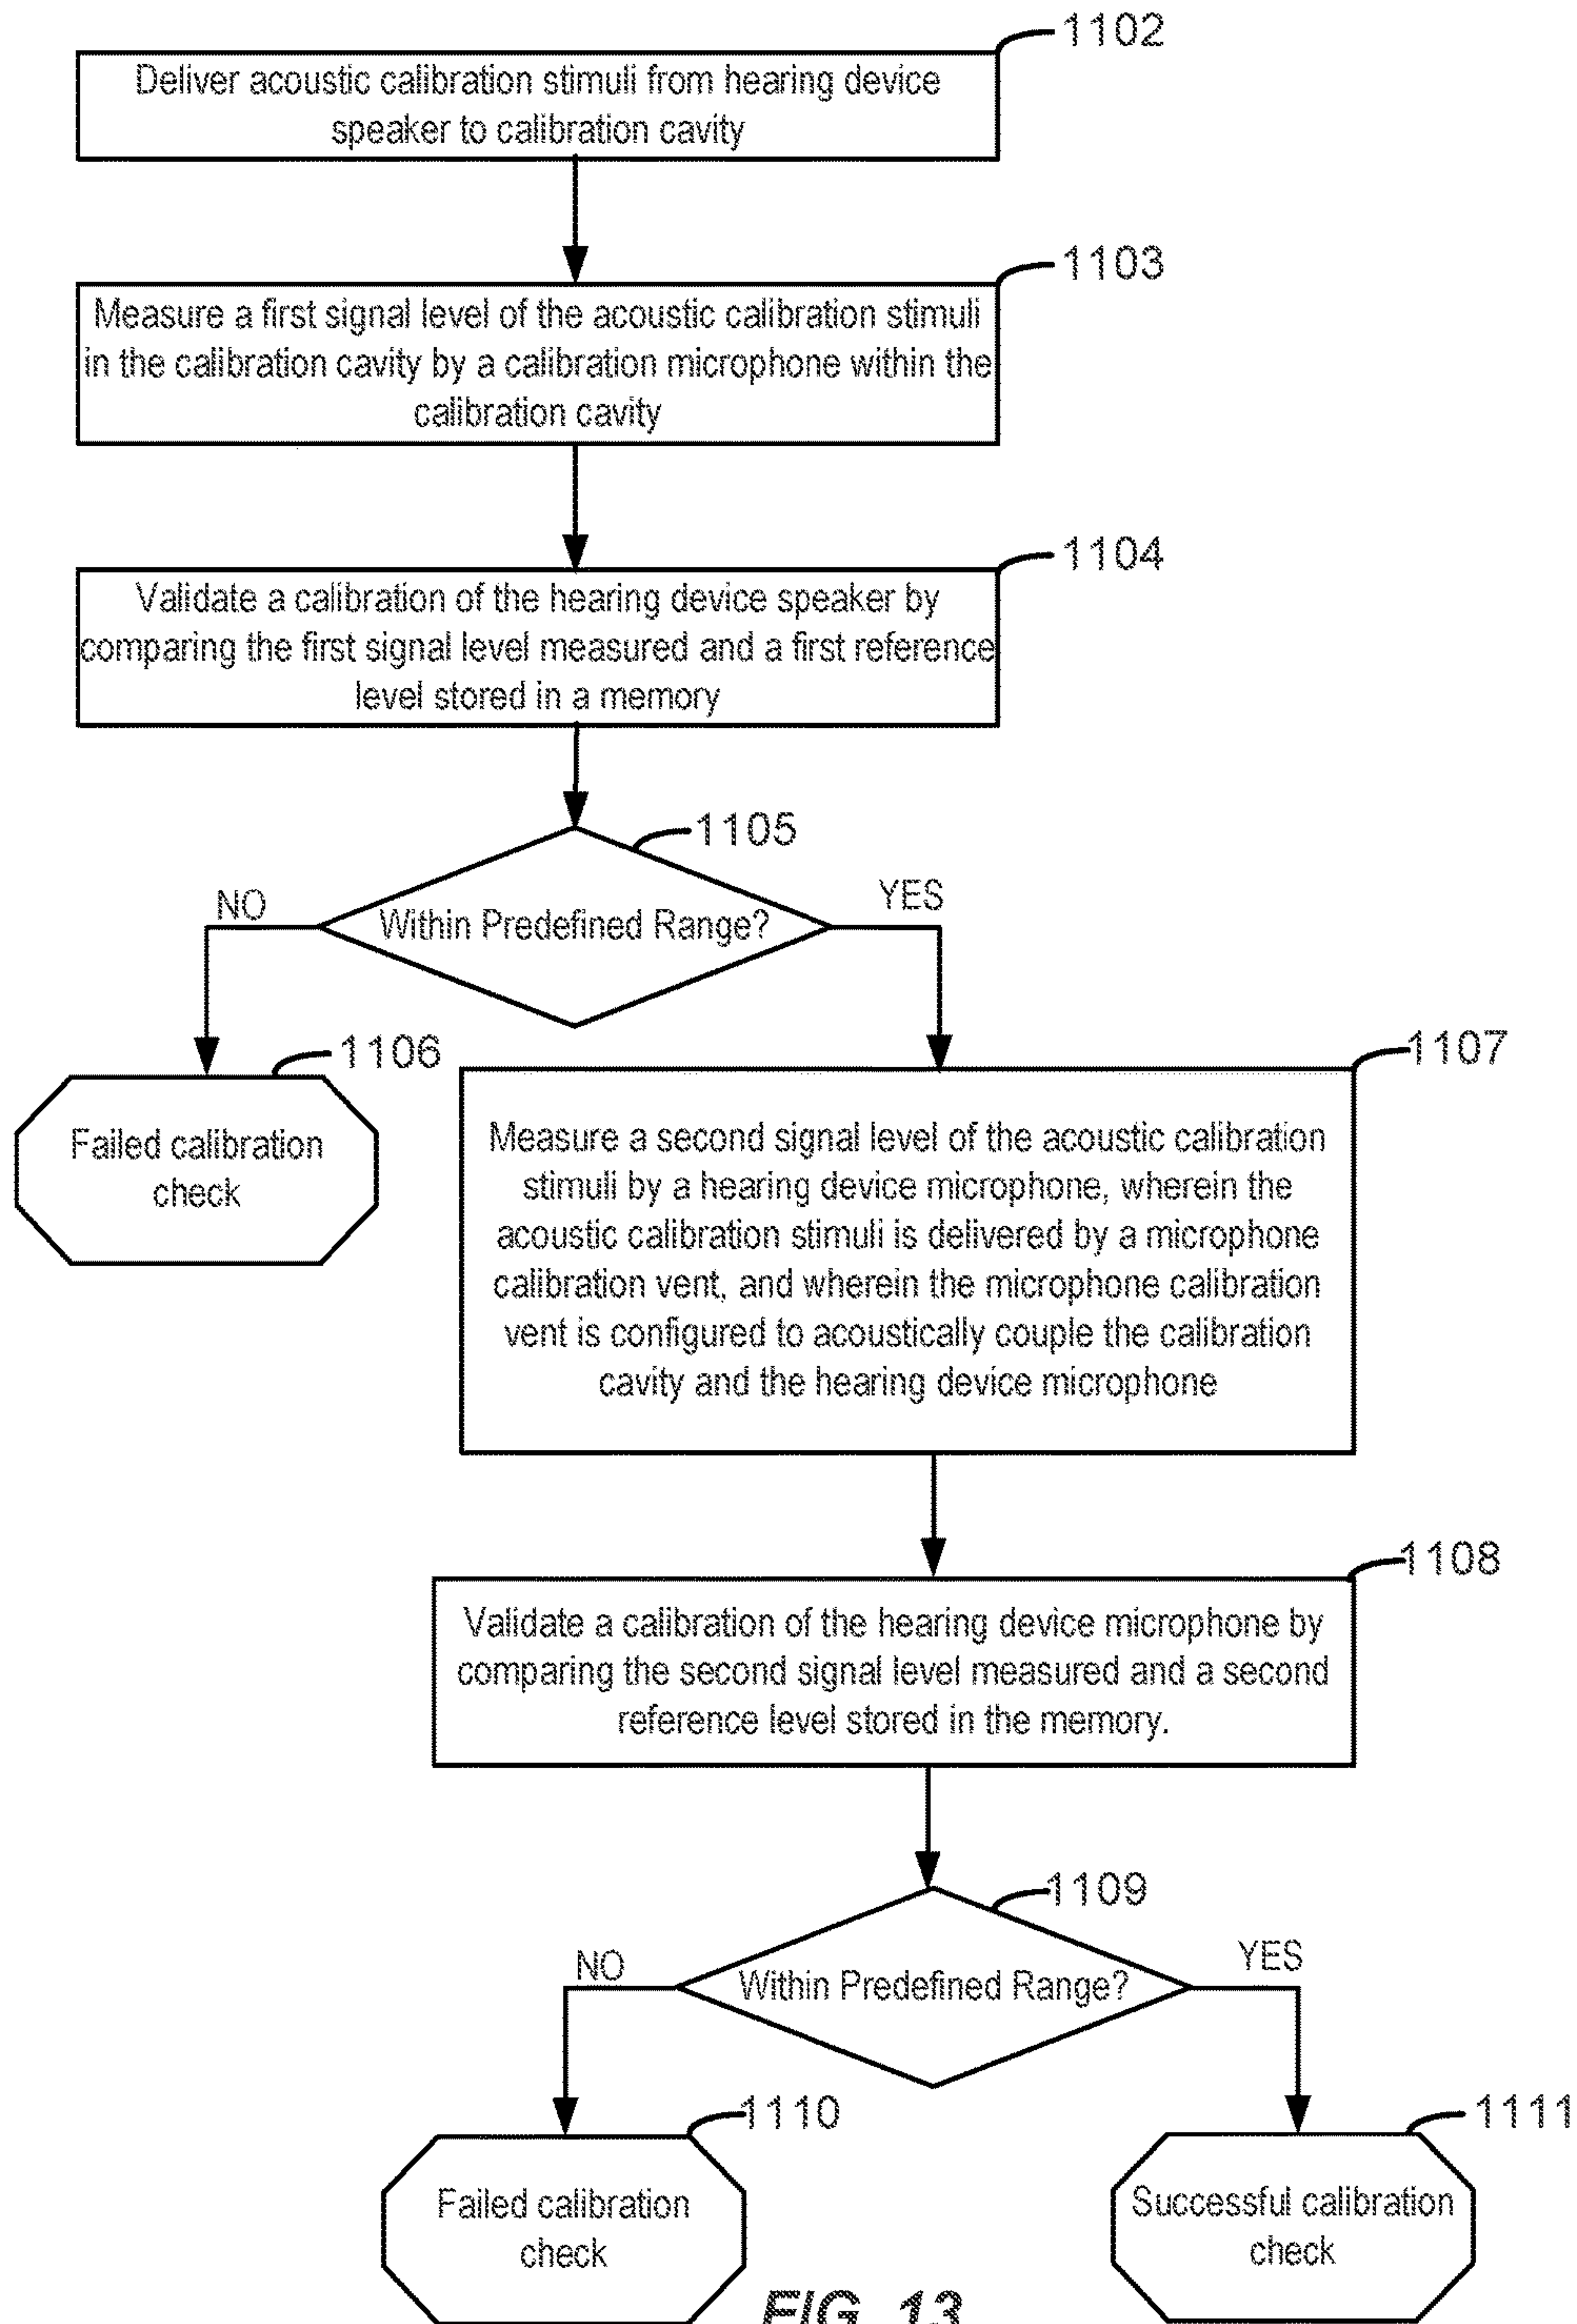 1102
Deliver acoustic calibration stimuli from hearing device
speaker to calibration cavity
1103
Measure a first signal level of the acoustic calibration stimuli
in the calibration cavity by a calibration microphone within the
calibration cavity
1104
Validate a calibration of the hearing device speaker by
comparing the first signal level measured and a first reference
level stored in a memory
1105
NO
Within Predefined Range?
YES
1106
Failed calibration
check
1107
Measure a second signal level of the acoustic calibration
stimuli by a hearing device microphone, wherein the
acoustic calibration stimuli is delivered by a microphone
calibration vent, and wherein the microphone calibration
vent is configured to acoustically couple the calibration
cavity and the hearing device microphone
1108
Validate a calibration of the hearing device microphone by
comparing the second signal level measured and a second
reference level stored in the memory.
1109
NO
Within Predefined Range?
YES
1110
Failed calibration
check
1111
Successful calibration
check
FIG. 13